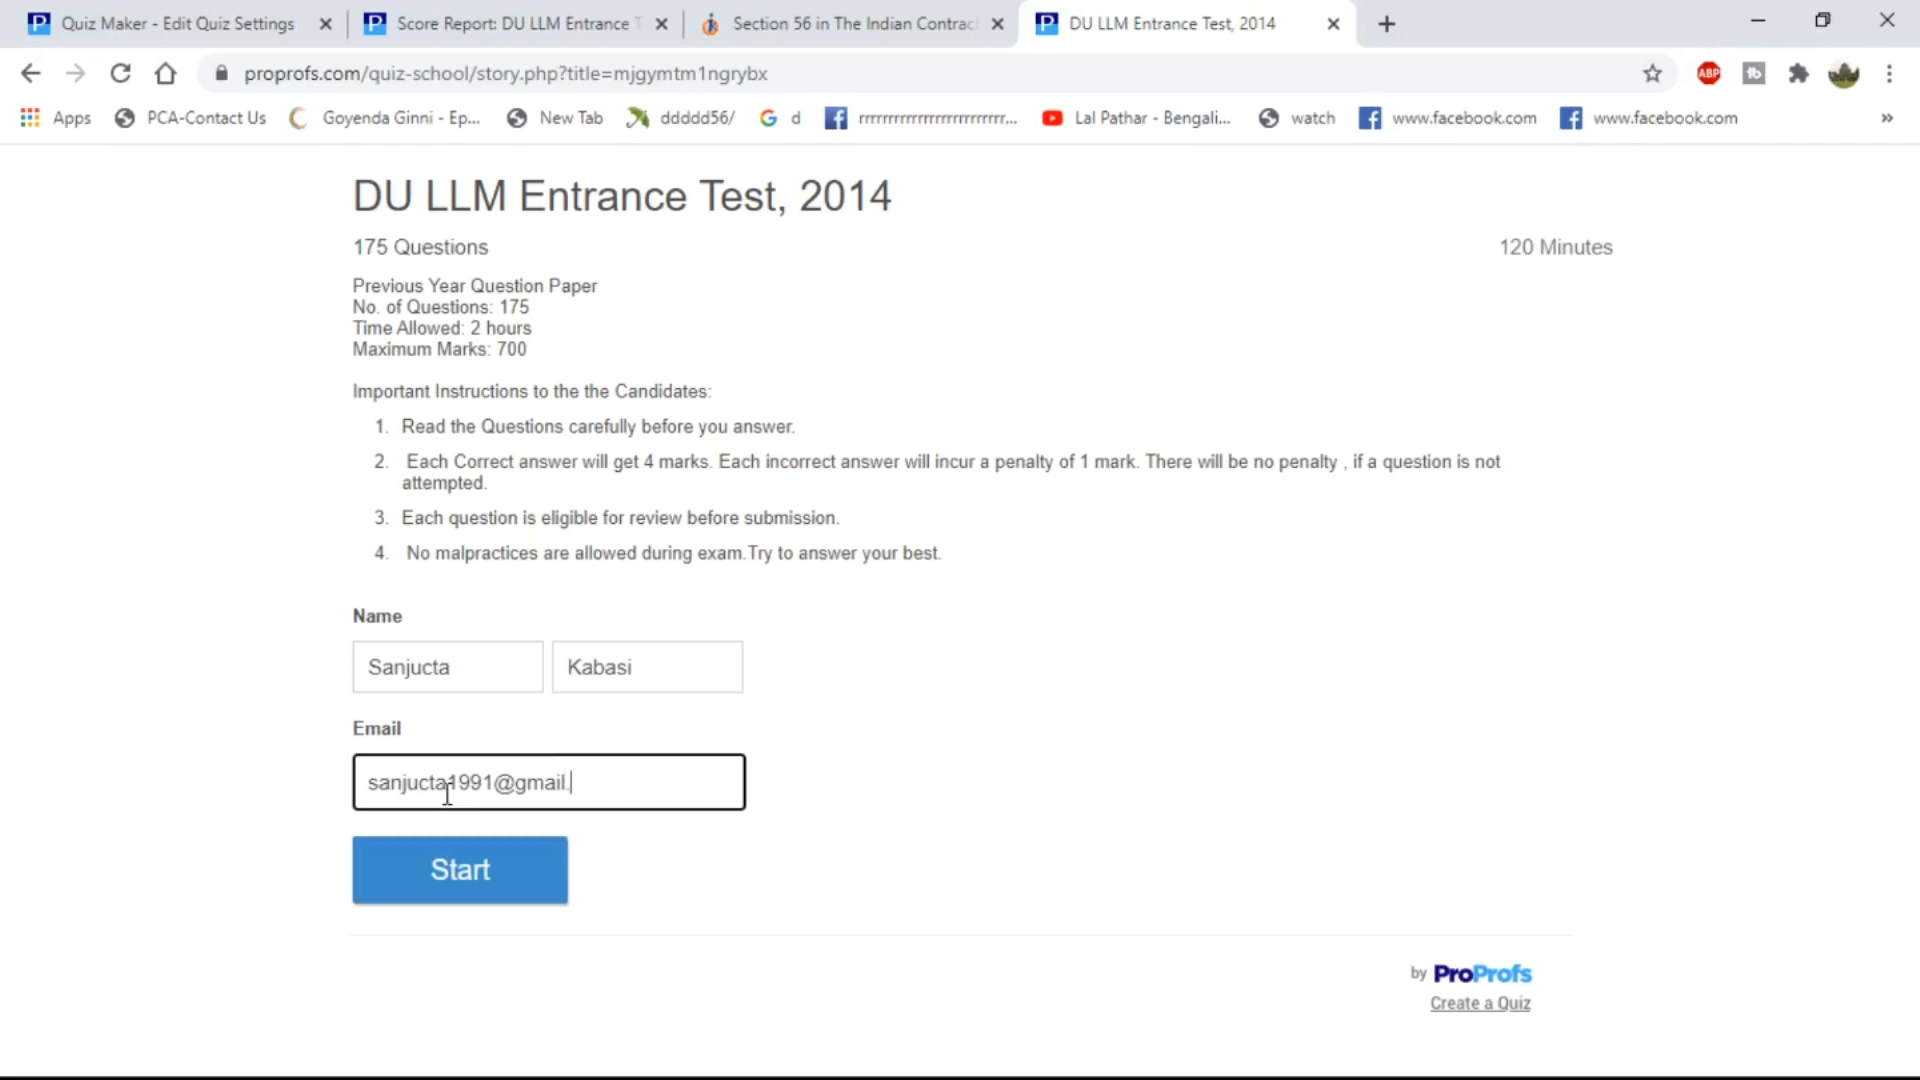 Quiz Maker - Edit Quiz Settings
Score Report: DU LLM Entrance T
Section 56 in The Indian Contrac
DU LLM Entrance Test, 2014
proprofs.com/quiz-school/story.php?title=mjgymtm1ngrybx
ABP
Apps
PCA-Contact Us
Goyenda Ginni - Ep...
New Tab
ddddd56/
d
rrrrrrrrrrrrrrrrrrrrrrrr...
Lal Pathar - Bengali...
watch
www.facebook.com
www.facebook.com
»
DU LLM Entrance Test, 2014
175 Questions
120 Minutes
Previous Year Question Paper
No. of Questions: 175
Time Allowed: 2 hours
Maximum Marks: 700
Important Instructions to the the Candidates:
1. Read the Questions carefully before you answer.
2. Each Correct answer will get 4 marks. Each incorrect answer will incur a penalty of 1 mark. There will be no penalty , if a question is not
attempted.
3. Each question is eligible for review before submission.
4. No malpractices are allowed during exam.Try to answer your best.
Name
Sanjucta
Kabasi
Email
sanjucta1991@gmail.
Start
by ProProfs
Create a Quiz